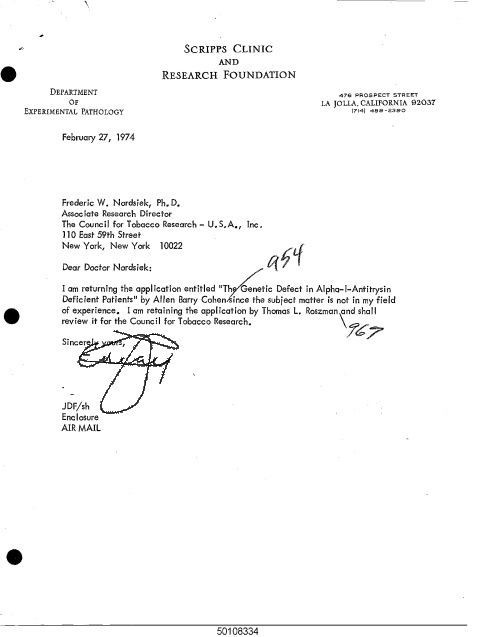 SCRIPPS CLINIC
AND
RESEARCH FOUNDATION
DEPARTMENT
OF
EXPERIMENTAL PATHOLOGY
476 PROSPECT STREET
LA JOLLA, CALIFORNIA 92037
(714) 459-2390
February 27, 1974
Frederic W. Nordsiek, Ph.D.
Associate Research Director
The Council for Tobacco Research - U.S.A., Inc.
110 East 59th Street
New York, New York 10022
954
Dear Doctor Nordsiek:
I am returning the application entitled "The Genetic Defect in Alpha-1-Antitrysin
Deficient Patients" by Allen Barry Cohen since the subject matter is not in my field
of experience. I am retaining the application by Thomas L. Roszman and shall
review it for the Council for Tobacco Research.
967
Sincerely yours,
JDF/sh
Enclosure
AIR MAIL
50108334